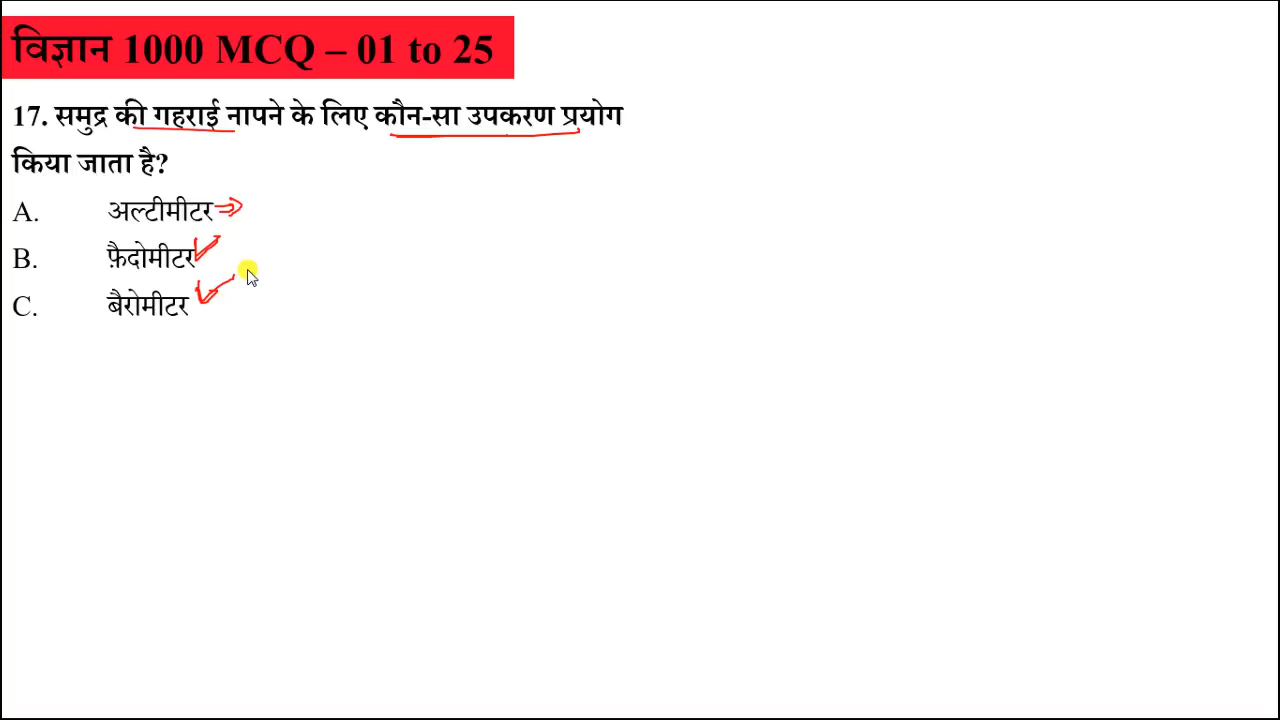 विज्ञान 1000 MCQ – 01 to 25
17. समुद्र की गहराई नापने के लिए कौन-सा उपकरण प्रयोग
किया जाता है?
A. अल्टीमीटर
B. फ़ैदोमीटर
C. बैरोमीटर